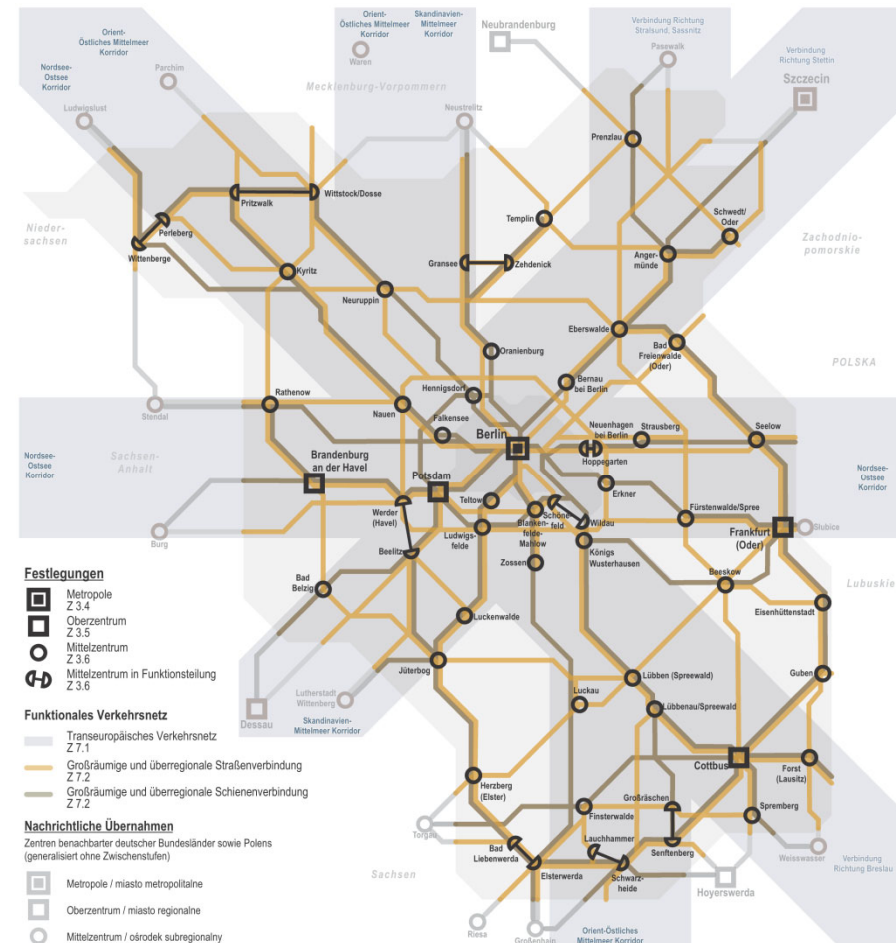 Orient-
Östliches Mittelmeer
Korridor
Skandinavien-
Mittelmeer
Korridor
Neubrandenburg
Verbindung Richtung
Stralsund, Sassnitz
Orient-
Östliches Mittelmeer
Korridor
Waren
Pasewalk
Verbindung
Richtung Stettin
Nordsee-
Ostsee
Korridor
Parchim
Mecklenburg-Vorpommern
Szczecin
Ludwigslust
Neustrelitz
Prenzlau
Pritzwalk
Wittstock/Dosse
Templin
Schwedt/
Oder
Nieder-
sachsen
Perleberg
Wittenberge
Gransee
Zehdenick
Anger-
münde
Zachodnio-
pomorskie
Kyritz
Neuruppin
Eberswalde
Bad
Freienwalde
(Oder)
Oranienburg
POLSKA
Hennigsdorf
Bernau
bei Berlin
Rathenow
Stendal
Nauen
Falkensee
Berlin
Neuenhagen
bei Berlin
Strausberg
Seelow
Hoppegarten
Nordsee-
Ostsee
Korridor
Sachsen-
Anhalt
Brandenburg
an der Havel
Potsdam
Nordsee-
Ostsee
Korridor
Werder
(Havel)
Teltow
Erkner
Schöne-
feld
Wildau
Fürstenwalde/Spree
Frankfurt
(Oder)
Słubice
Burg
Ludwigs-
felde
Blanken-
felde-
Mahlow
Beelitz
Zossen
Königs
Wusterhausen
Beeskow
Lubuskie
Bad
Belzig
Eisenhüttenstadt
Luckenwalde
Jüterbog
Lübben (Spreewald)
Guben
Luckau
Lübbenau/Spreewald
Lutherstadt
Wittenberg
Dessau
Skandinavien-
Mittelmeer Korridor
Cottbus
Forst
(Lausitz)
Herzberg
(Elster)
Großräschen
Spremberg
Finsterwalde
Torgau
Lauchhammer
Bad
Liebenwerda
Senftenberg
Weisswasser
Verbindung
Richtung Breslau
Elsterwerda
Schwarz-
heide
Sachsen
Hoyerswerda
Riesa
Großenhain
Orient-Östliches
Mittelmeer Korridor
Festlegungen
Metropole
Z 3.4
Oberzentrum
Z 3.5
Mittelzentrum
Z 3.6
Mittelzentrum in Funktionsteilung
Z 3.6
Funktionales Verkehrsnetz
Transeuropäisches Verkehrsnetz
Z 7.1
Großräumige und überregionale Straßenverbindung
Z 7.2
Großräumige und überregionale Schienenverbindung
Z 7.2
Nachrichtliche Übernahmen
Zentren benachbarter deutscher Bundesländer sowie Polens
(generalisiert ohne Zwischenstufen)
Metropole / miasto metropolitalne
Oberzentrum / miasto regionalne
Mittelzentrum / ośrodek subregionalny